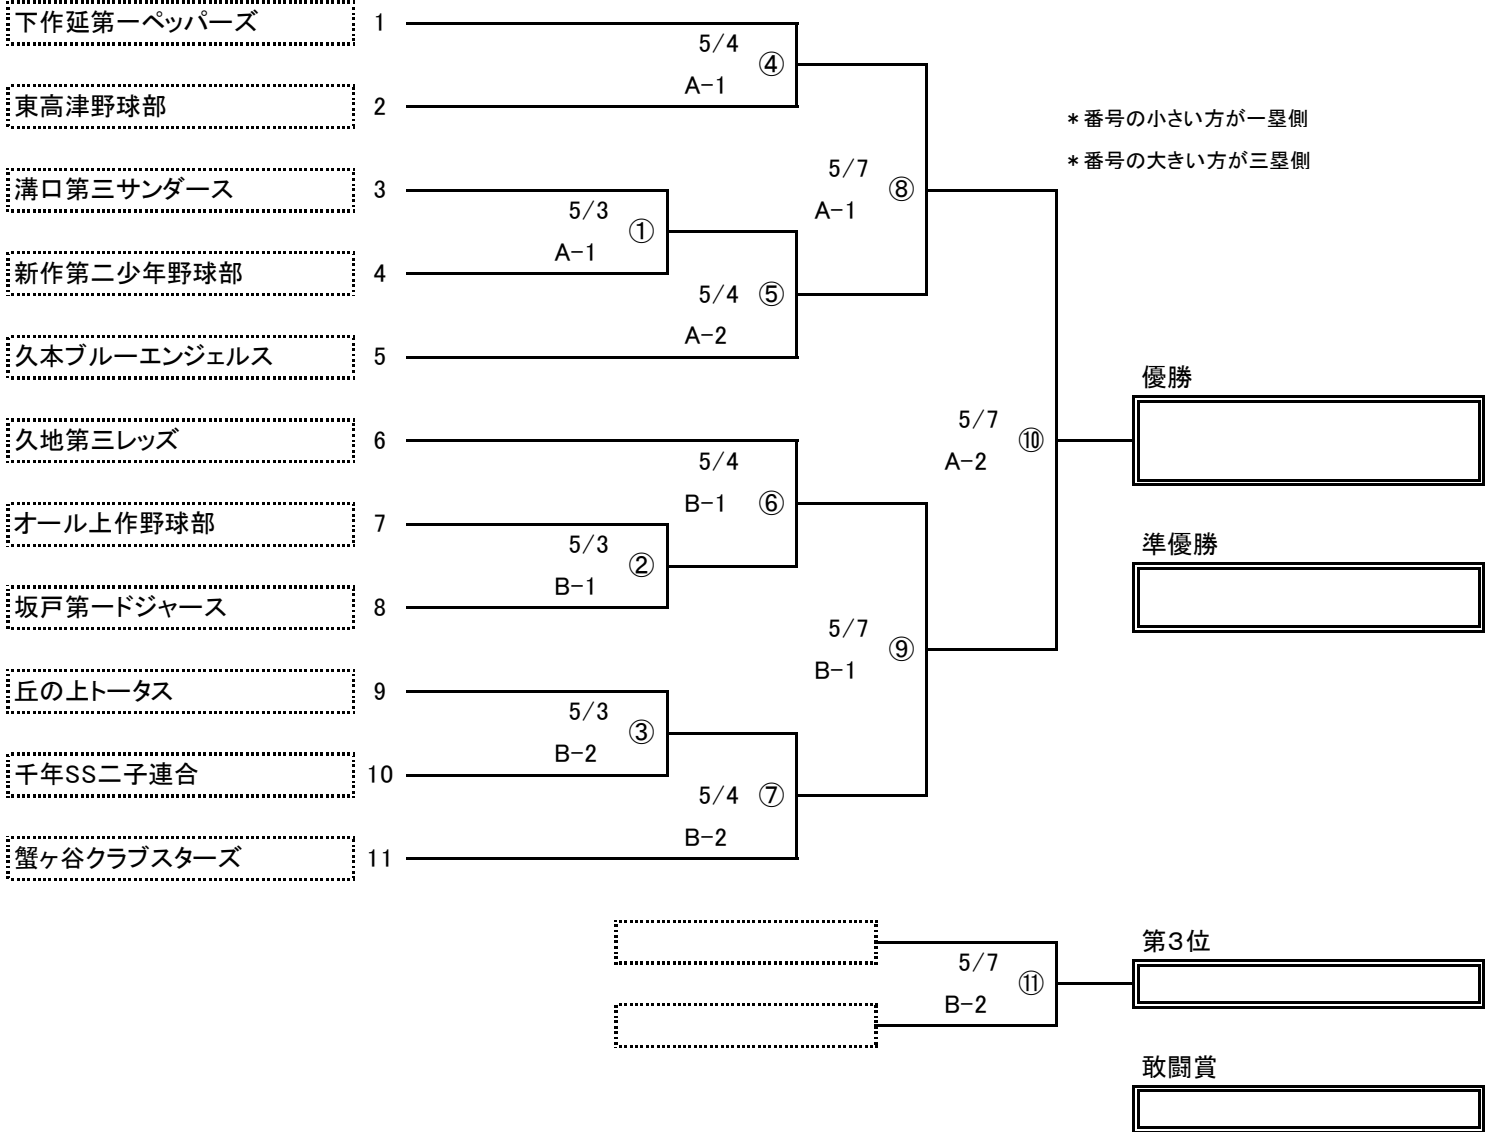 下作延第一ペッパーズ 1
5/4 ④
A-1
東高津野球部 2
＊番号の小さい方が一塁側
＊番号の大きい方が三塁側
溝口第三サンダース 3
5/7 ⑧
A-1
5/3 ①
A-1
新作第二少年野球部 4
5/4 ⑤
A-2
久本ブルーエンジェルス 5
優勝
久地第三レッズ 6
5/7 ⑩
A-2
5/4
B-1 ⑥
オール上作野球部 7
5/3 ②
B-1
準優勝
坂戸第一ドジャース 8
5/7 ⑨
B-1
丘の上トータス 9
5/3 ③
B-2
千年SS二子連合 10
5/4 ⑦
B-2
蟹ヶ谷クラブスターズ 11
第3位
5/7 ⑪
B-2
敢闘賞